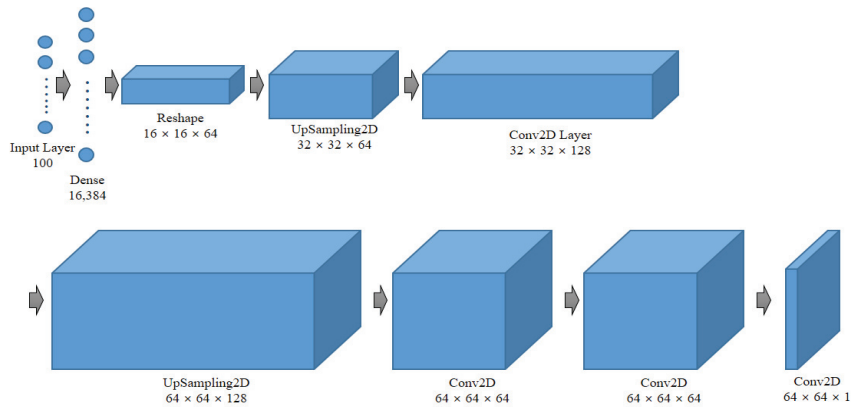 Input Layer
100
Dense
16,384
Reshape
16 × 16 × 64
UpSampling2D
32 × 32 × 64
Conv2D Layer
32 × 32 × 128
UpSampling2D
64 × 64 × 128
Conv2D
64 × 64 × 64
Conv2D
64 × 64 × 64
Conv2D
64 × 64 × 1